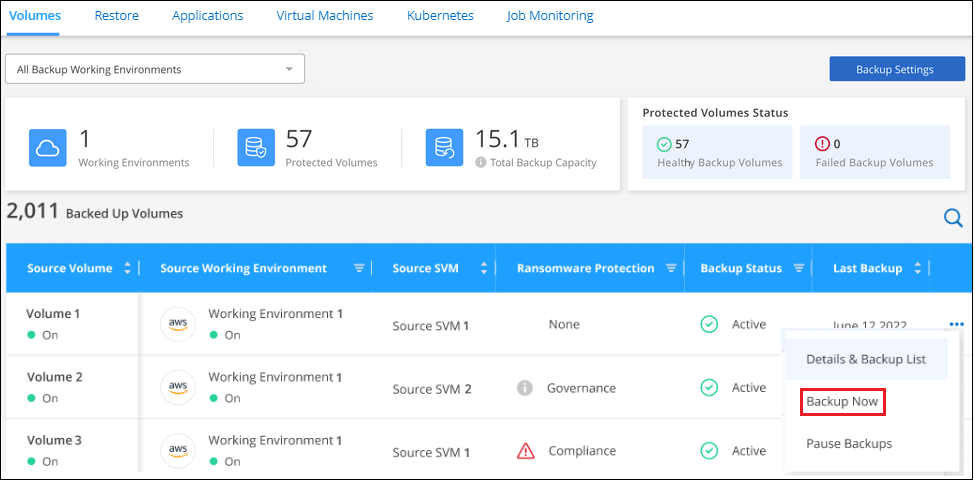 Volumes Restore Applications Virtual Machines Kubernetes Job Monitoring
All Backup Working Environments
Backup Settings
1
Working Environments
57
Protected Volumes
15.1 TB
Total Backup Capacity
Protected Volumes Status
57
Healthy Backup Volumes
0
Failed Backup Volumes
2,011 Backed Up Volumes
Source Volume Source Working Environment Source SVM Ransomware Protection Backup Status Last Backup
Volume 1
On
aws
Working Environment 1
On
Source SVM 1
None
Active
June 12 2022
Volume 2
On
aws
Working Environment 1
On
Source SVM 2
Governance
Active
Volume 3
On
aws
Working Environment 1
On
Source SVM 1
Compliance
Active
Details & Backup List
Backup Now
Pause Backups